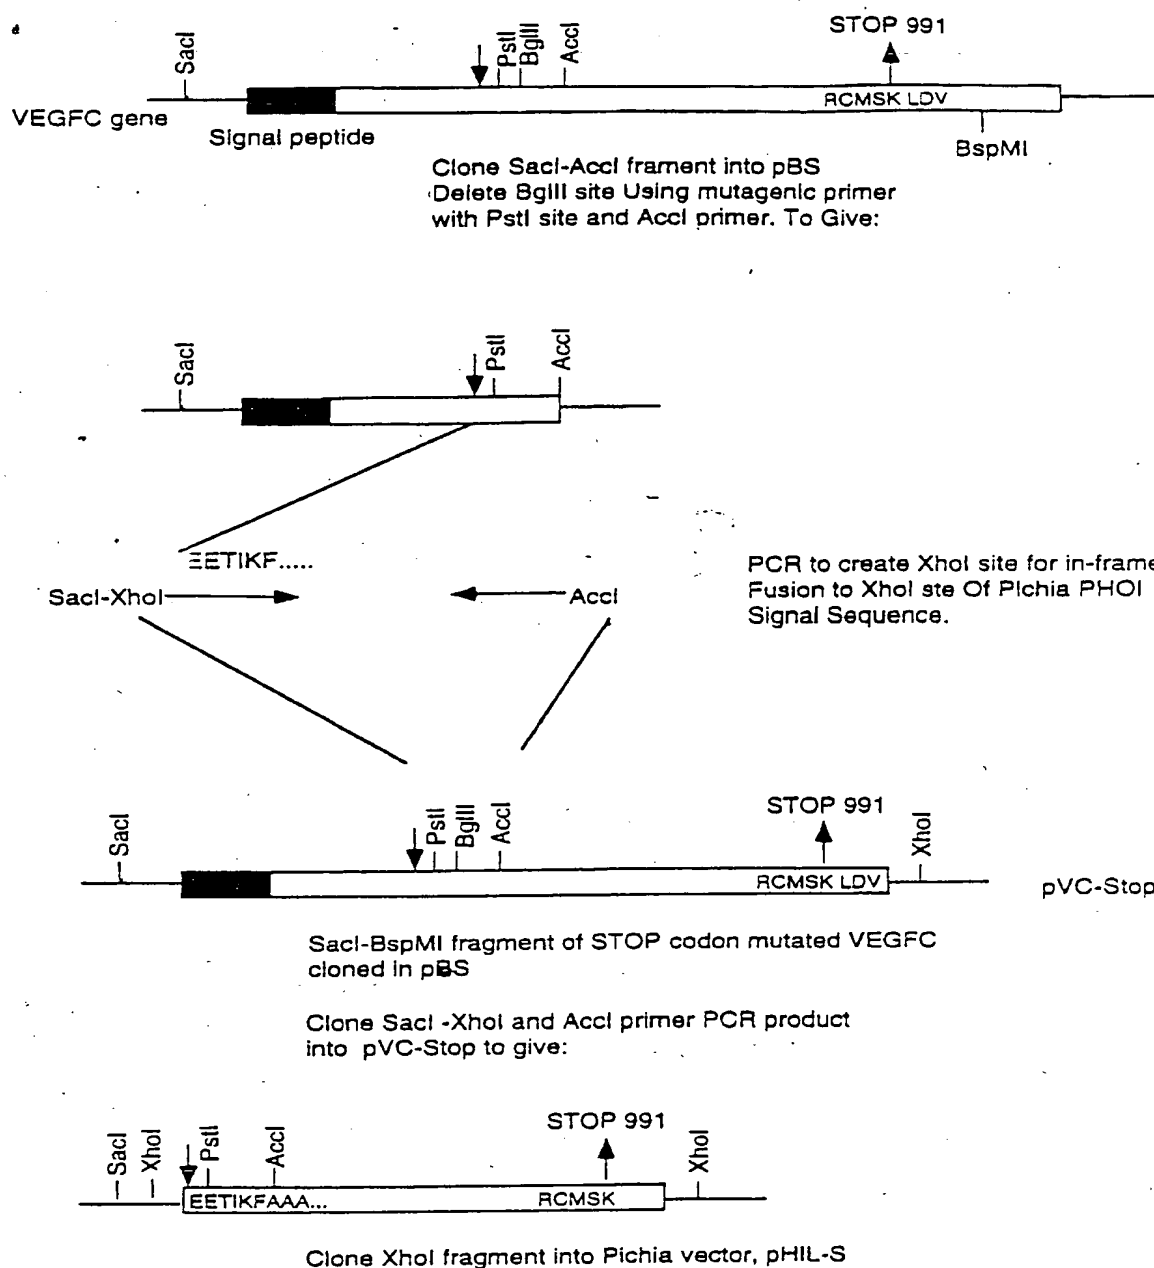 STOP 991
SacI
PstI
BglII
AccI
RCMSK LDV
VEGFC gene
Signal peptide
BspMI
Clone SacI-AccI frament into pBS
Delete BglII site Using mutagenic primer
with PstI site and AccI primer. To Give:
SacI
PstI
AccI
EETIKF.....
SacI-XhoI
AccI
PCR to create XhoI site for in-frame
Fusion to XhoI ste Of Pichia PHOI
Signal Sequence.
STOP 991
SacI
PstI
BglII
AccI
XhoI
RCMSK LDV
pVC-Stop
SacI-BspMI fragment of STOP codon mutated VEGFC
cloned in pBS
Clone SacI -XhoI and AccI primer PCR product
into pVC-Stop to give:
STOP 991
SacI
XhoI
PstI
AccI
XhoI
EETIKFAAA...
RCMSK
Clone XhoI fragment into Pichia vector, pHIL-S